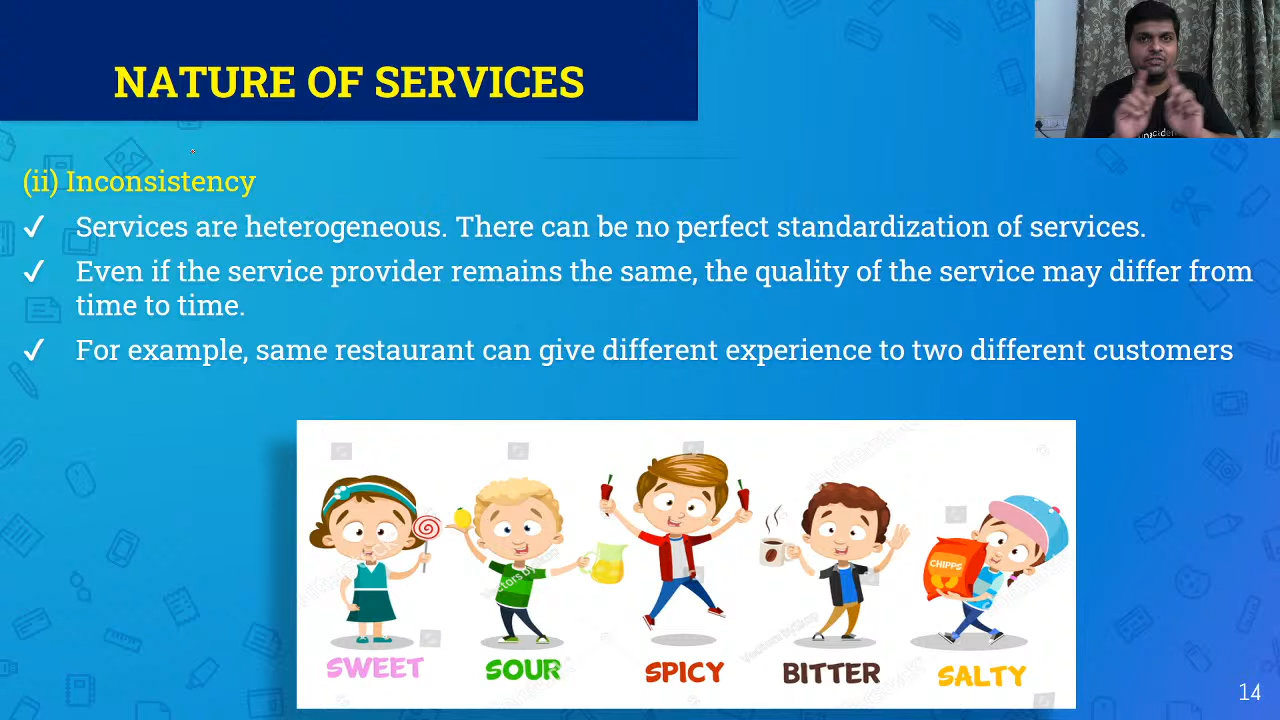 NATURE OF SERVICES
(ii) Inconsistency
✓ Services are heterogeneous. There can be no perfect standardization of services.
✓ Even if the service provider remains the same, the quality of the service may differ from
time to time.
✓ For example, same restaurant can give different experience to two different customers
CHIPPS
SWEET
SOUR
SPICY
BITTER
SALTY
14